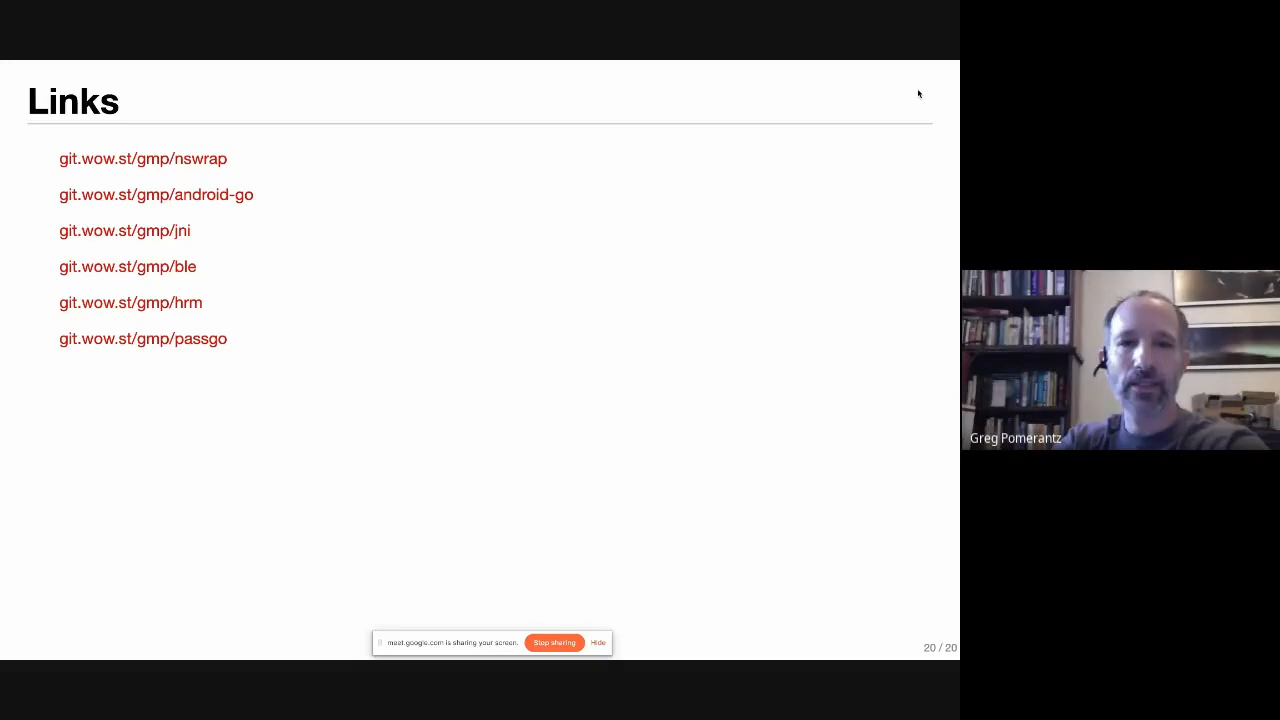 Links
git.wow.st/gmp/nswrap
git.wow.st/gmp/android-go
git.wow.st/gmp/jni
git.wow.st/gmp/ble
git.wow.st/gmp/hrm
git.wow.st/gmp/passgo
Greg Pomerantz
meet.google.com is sharing your screen. Stop sharing Hide
20 / 20